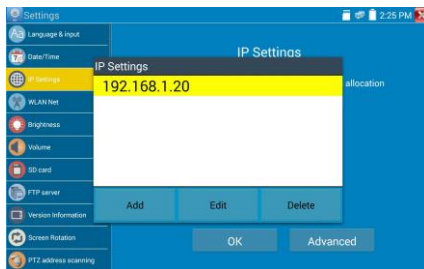 Settings
2:25 PM
Language & input
Date/Time
IP Settings
WLAN Net
Brightness
Volume
SD card
FTP server
Version Information
Screen Rotation
PTZ address scanning
IP Settings
allocation
IP Settings
192.168.1.20
Add Edit Delete
OK Advanced